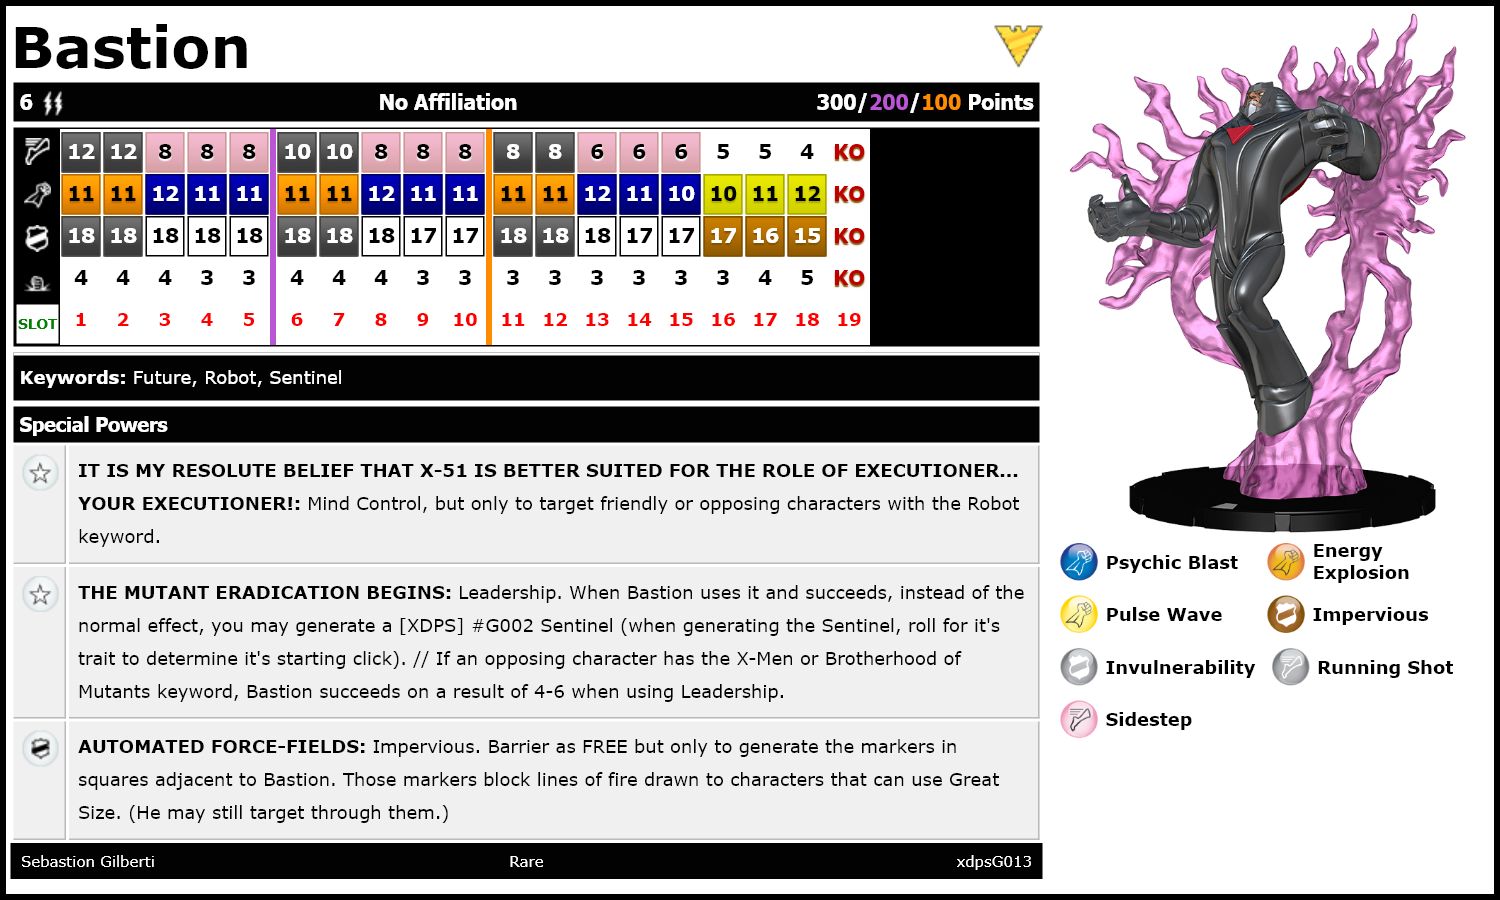 Bastion
6 No Affiliation 300/200/100 Points
12 12 8 8 8 10 10 8 8 8 8 8 6 6 6 5 5 4 KO
11 11 12 11 11 11 11 12 11 11 11 11 12 11 10 10 11 12 KO
18 18 18 18 18 18 18 18 17 17 18 18 18 17 17 17 16 15 KO
4 4 4 3 3 4 4 4 3 3 3 3 3 3 3 3 4 5 KO
SLOT 1 2 3 4 5 6 7 8 9 10 11 12 13 14 15 16 17 18 19
Keywords: Future, Robot, Sentinel
Special Powers
IT IS MY RESOLUTE BELIEF THAT X-51 IS BETTER SUITED FOR THE ROLE OF EXECUTIONER...
YOUR EXECUTIONER!: Mind Control, but only to target friendly or opposing characters with the Robot
keyword.
THE MUTANT ERADICATION BEGINS: Leadership. When Bastion uses it and succeeds, instead of the
normal effect, you may generate a [XDPS] #G002 Sentinel (when generating the Sentinel, roll for it's
trait to determine it's starting click). // If an opposing character has the X-Men or Brotherhood of
Mutants keyword, Bastion succeeds on a result of 4-6 when using Leadership.
AUTOMATED FORCE-FIELDS: Impervious. Barrier as FREE but only to generate the markers in
squares adjacent to Bastion. Those markers block lines of fire drawn to characters that can use Great
Size. (He may still target through them.)
Sebastion Gilberti Rare xdpsG013
Psychic Blast
Energy
Explosion
Pulse Wave
Impervious
Invulnerability
Running Shot
Sidestep